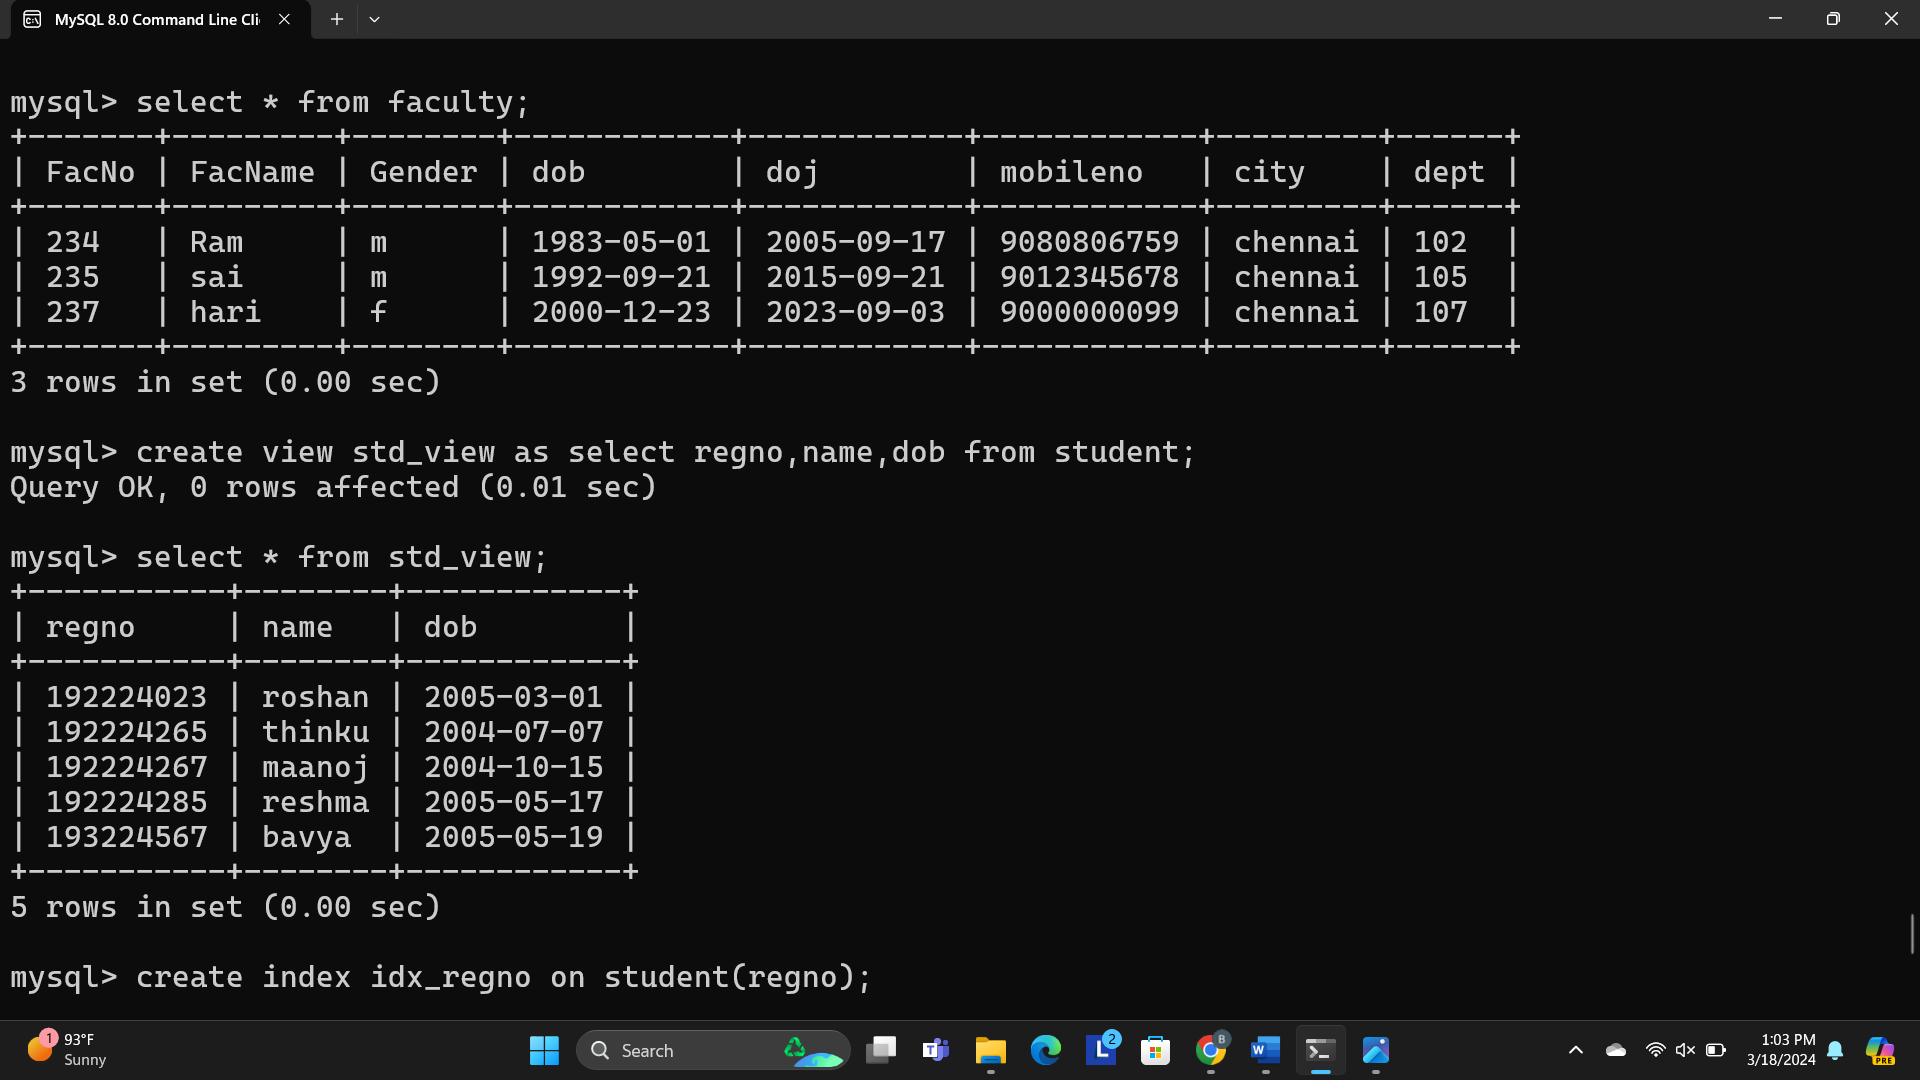 MySQL 8.0 Command Line Cli
mysql> select * from faculty;
+-------+---------+--------+------------+------------+------------+---------+------+
| FacNo | FacName | Gender | dob        | doj        | mobileno   | city    | dept |
+-------+---------+--------+------------+------------+------------+---------+------+
| 234   | Ram     | m      | 1983-05-01 | 2005-09-17 | 9080806759 | chennai | 102  |
| 235   | sai     | m      | 1992-09-21 | 2015-09-21 | 9012345678 | chennai | 105  |
| 237   | hari    | f      | 2000-12-23 | 2023-09-03 | 9000000099 | chennai | 107  |
+-------+---------+--------+------------+------------+------------+---------+------+
3 rows in set (0.00 sec)
mysql> create view std_view as select regno,name,dob from student;
Query OK, 0 rows affected (0.01 sec)
mysql> select * from std_view;
+-----------+--------+------------+
| regno     | name   | dob        |
+-----------+--------+------------+
| 192224023 | roshan | 2005-03-01 |
| 192224265 | thinku | 2004-07-07 |
| 192224267 | maanoj | 2004-10-15 |
| 192224285 | reshma | 2005-05-17 |
| 193224567 | bavya  | 2005-05-19 |
+-----------+--------+------------+
5 rows in set (0.00 sec)
mysql> create index idx_regno on student(regno);
1
93°F
Sunny
Search
T
L
2
B
W
1:03 PM
3/18/2024
PRE